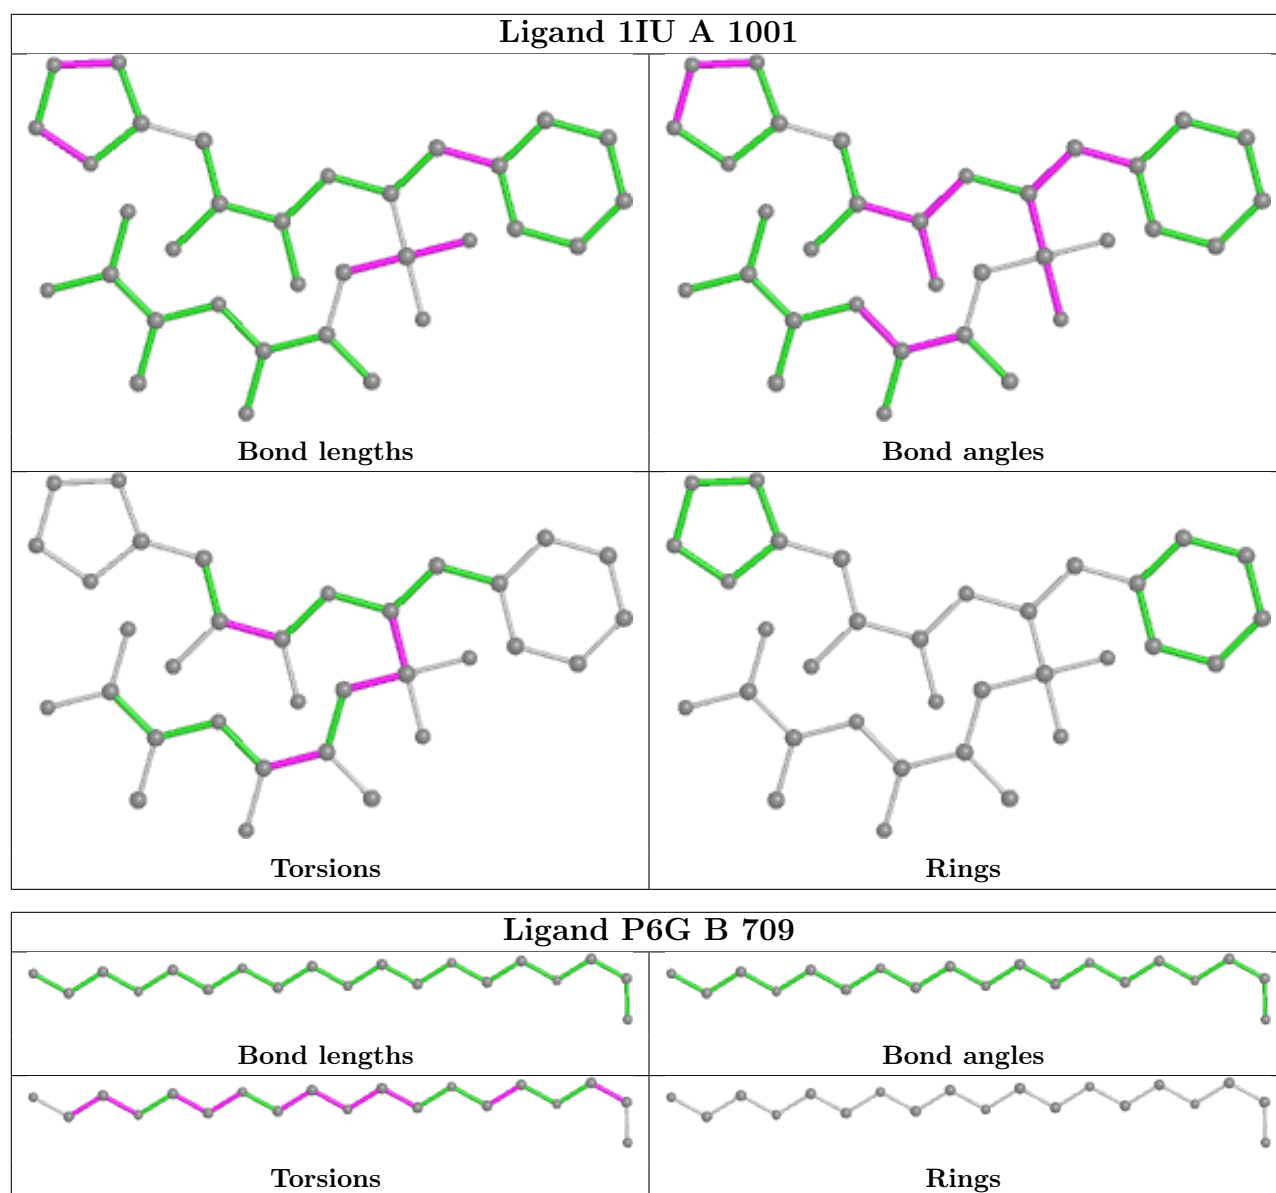 Ligand 1IU A 1001
Bond lengths
Bond angles
Torsions
Rings
Ligand P6G B 709
Bond lengths
Bond angles
Torsions
Rings